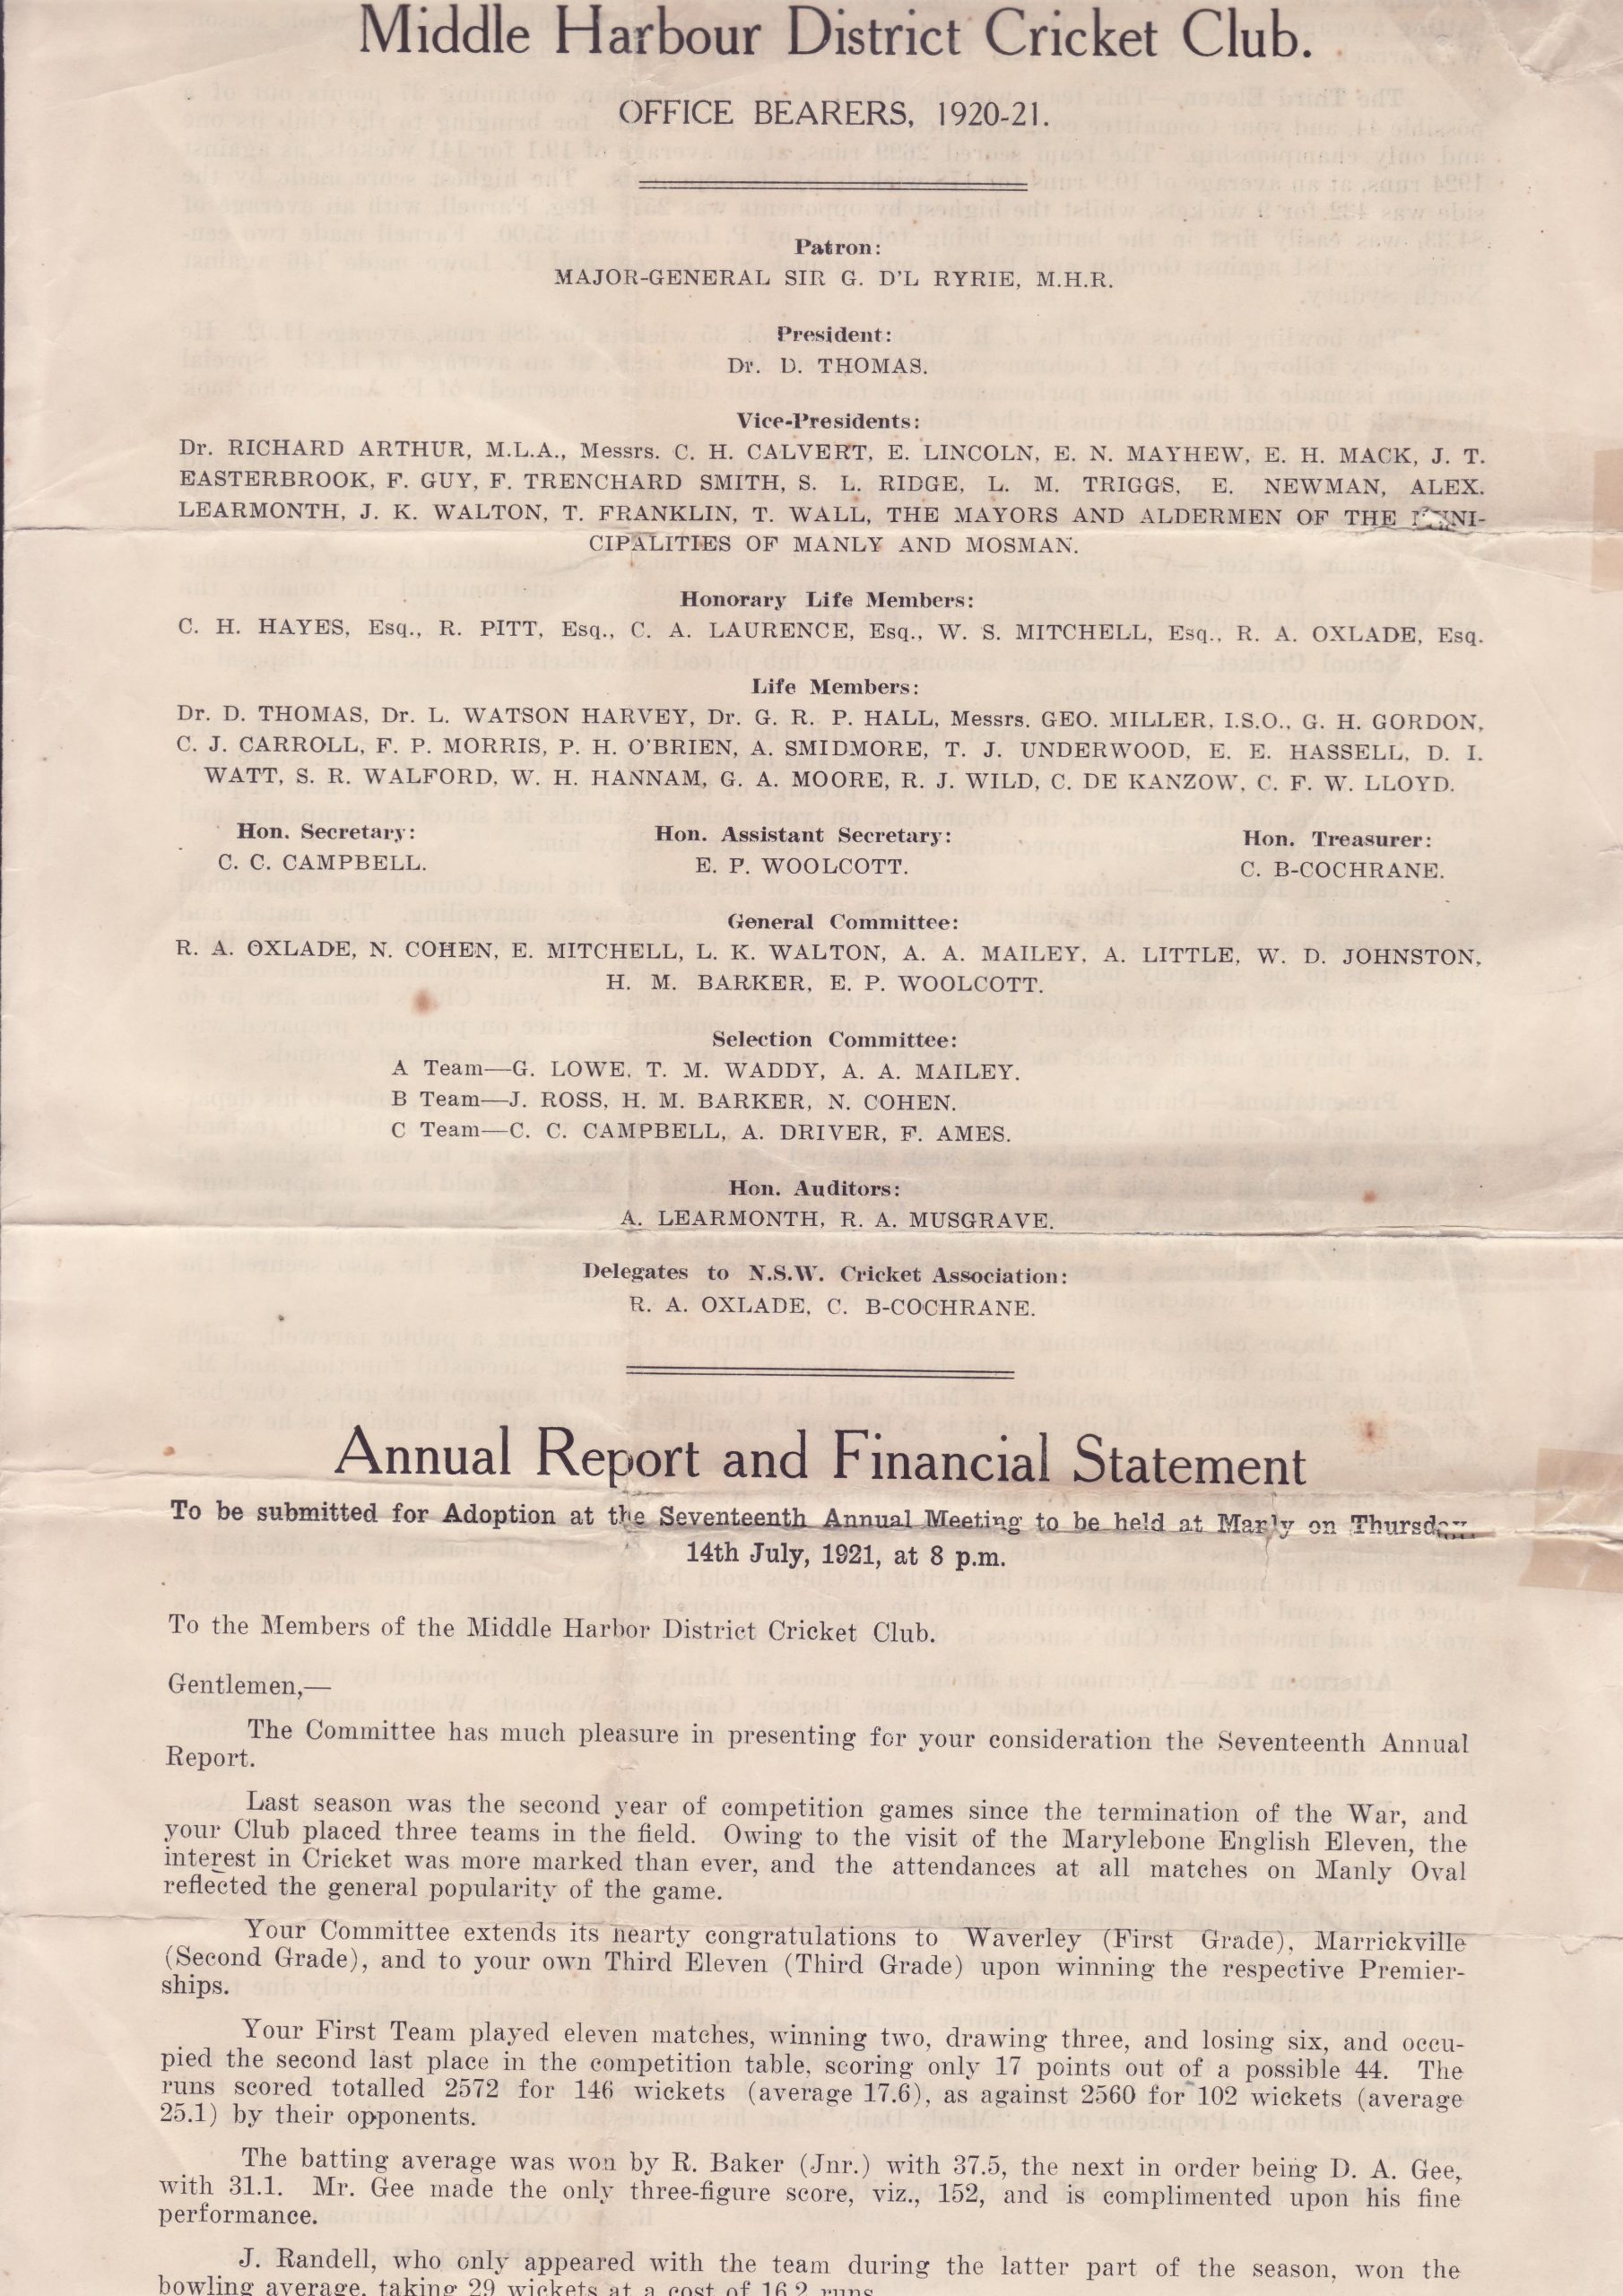 Middle Harbour District Cricket Club.
OFFICE BEARERS, 1920-21.
Patron:
MAJOR-GENERAL SIR G. D'L RYRIE, M.H.R.
President:
Dr. D. THOMAS.
Vice-Presidents:
Dr. RICHARD ARTHUR, M.L.A., Messrs. C. H. CALVERT, E. LINCOLN, E. N. MAYHEW, E. H. MACK, J. T.
EASTERBROOK, F. GUY, F. TRENCHARD SMITH, S. L. RIDGE, L. M. TRIGGS, E. NEWMAN, ALEX.
LEARMONTH, J. K. WALTON, T. FRANKLIN, T. WALL, THE MAYORS AND ALDERMEN OF THE MUNI-
CIPALITIES OF MANLY AND MOSMAN.
Honorary Life Members:
C. H. HAYES, Esq., R. PITT, Esq., C. A. LAURENCE, Esq., W. S. MITCHELL, Esq., R. A. OXLADE, Esq.
Life Members:
Dr. D. THOMAS, Dr. L. WATSON HARVEY, Dr. G. R. P. HALL, Messrs. GEO. MILLER, I.S.O., G. H. GORDON,
C. J. CARROLL, F. P. MORRIS, P. H. O'BRIEN, A. SMIDMORE, T. J. UNDERWOOD, E. E. HASSELL, D. I.
WATT, S. R. WALFORD, W. H. HANNAM, G. A. MOORE, R. J. WILD, C. DE KANZOW, C. F. W. LLOYD.
Hon. Secretary: Hon. Assistant Secretary: Hon. Treasurer:
C. C. CAMPBELL. E. P. WOOLCOTT. C. B-COCHRANE.
General Committee:
R. A. OXLADE, N. COHEN, E. MITCHELL, L. K. WALTON, A. A. MAILEY, A. LITTLE, W. D. JOHNSTON,
H. M. BARKER, E. P. WOOLCOTT.
Selection Committee:
A Team—G. LOWE, T. M. WADDY, A. A. MAILEY.
B Team—J. ROSS, H. M. BARKER, N. COHEN.
C Team—C. C. CAMPBELL, A. DRIVER, F. AMES.
Hon. Auditors:
A. LEARMONTH, R. A. MUSGRAVE.
Delegates to N.S.W. Cricket Association:
R. A. OXLADE, C. B-COCHRANE.
Annual Report and Financial Statement
To be submitted for Adoption at the Seventeenth Annual Meeting to be held at Manly on Thursday,
14th July, 1921, at 8 p.m.
To the Members of the Middle Harbor District Cricket Club.
Gentlemen,—
The Committee has much pleasure in presenting for your consideration the Seventeenth Annual
Report.
Last season was the second year of competition games since the termination of the War, and
your Club placed three teams in the field. Owing to the visit of the Marylebone English Eleven, the
interest in Cricket was more marked than ever, and the attendances at all matches on Manly Oval
reflected the general popularity of the game.
Your Committee extends its hearty congratulations to Waverley (First Grade), Marrickville
(Second Grade), and to your own Third Eleven (Third Grade) upon winning the respective Premier-
ships.
Your First Team played eleven matches, winning two, drawing three, and losing six, and occu-
pied the second last place in the competition table, scoring only 17 points out of a possible 44. The
runs scored totalled 2572 for 146 wickets (average 17.6), as against 2560 for 102 wickets (average
25.1) by their opponents.
The batting average was won by R. Baker (Jnr.) with 37.5, the next in order being D. A. Gee,
with 31.1. Mr. Gee made the only three-figure score, viz., 152, and is complimented upon his fine
performance.
J. Randell, who only appeared with the team during the latter part of the season, won the
bowling average, taking 29 wickets at a cost of 16.2 runs